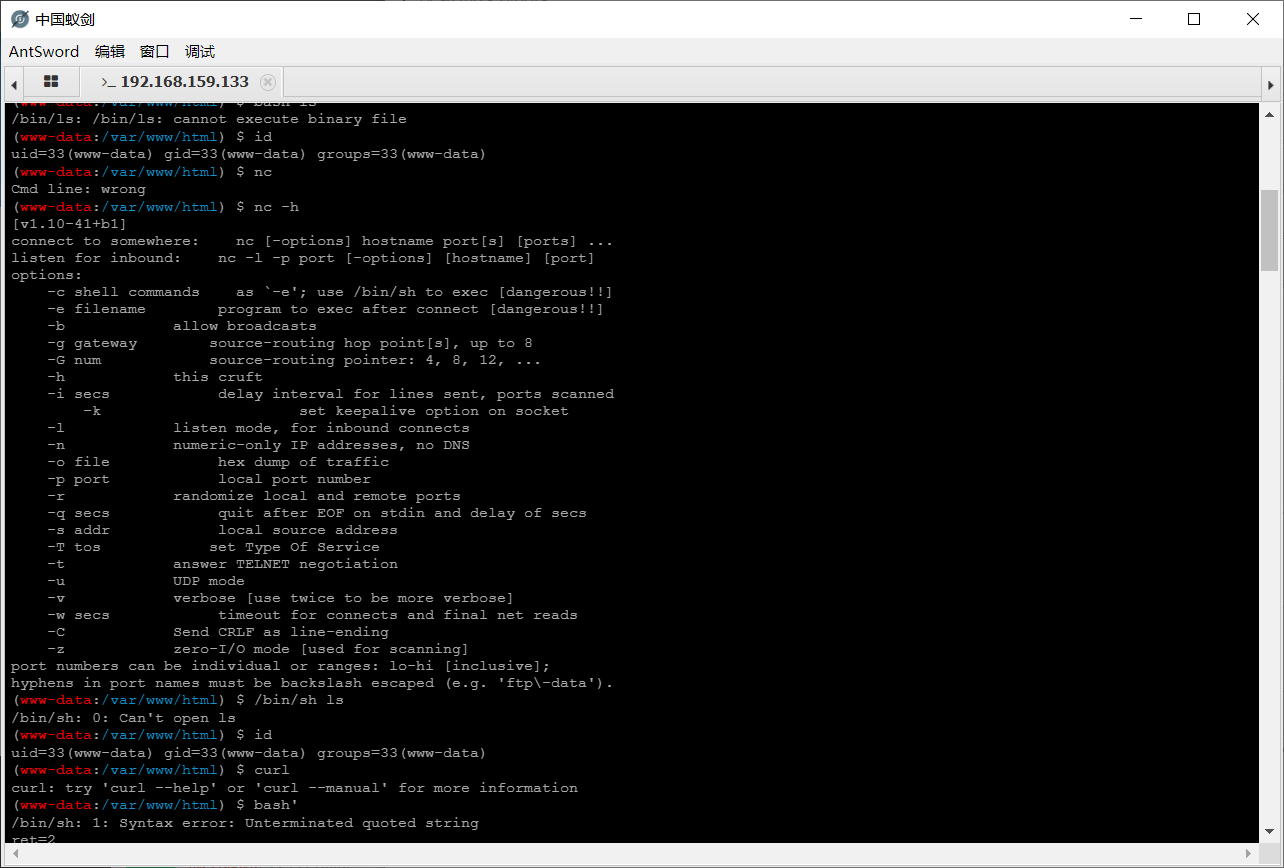 中国蚁剑
AntSword 编辑 窗口 调试
>_ 192.168.159.133
(www-data:/var/www/html) $ bash ls
/bin/ls: /bin/ls: cannot execute binary file
(www-data:/var/www/html) $ id
uid=33(www-data) gid=33(www-data) groups=33(www-data)
(www-data:/var/www/html) $ nc
Cmd line: wrong
(www-data:/var/www/html) $ nc -h
[v1.10-41+b1]
connect to somewhere:    nc [-options] hostname port[s] [ports] ...
listen for inbound:    nc -l -p port [-options] [hostname] [port]
options:
    -c shell commands    as `-e'; use /bin/sh to exec [dangerous!!]
    -e filename        program to exec after connect [dangerous!!]
    -b            allow broadcasts
    -g gateway        source-routing hop point[s], up to 8
    -G num            source-routing pointer: 4, 8, 12, ...
    -h            this cruft
    -i secs            delay interval for lines sent, ports scanned
        -k                      set keepalive option on socket
    -l            listen mode, for inbound connects
    -n            numeric-only IP addresses, no DNS
    -o file            hex dump of traffic
    -p port            local port number
    -r            randomize local and remote ports
    -q secs            quit after EOF on stdin and delay of secs
    -s addr            local source address
    -T tos            set Type Of Service
    -t            answer TELNET negotiation
    -u            UDP mode
    -v            verbose [use twice to be more verbose]
    -w secs            timeout for connects and final net reads
    -C            Send CRLF as line-ending
    -z            zero-I/O mode [used for scanning]
port numbers can be individual or ranges: lo-hi [inclusive];
hyphens in port names must be backslash escaped (e.g. 'ftp\-data').
(www-data:/var/www/html) $ /bin/sh ls
/bin/sh: 0: Can't open ls
(www-data:/var/www/html) $ id
uid=33(www-data) gid=33(www-data) groups=33(www-data)
(www-data:/var/www/html) $ curl
curl: try 'curl --help' or 'curl --manual' for more information
(www-data:/var/www/html) $ bash'
/bin/sh: 1: Syntax error: Unterminated quoted string
ret=2